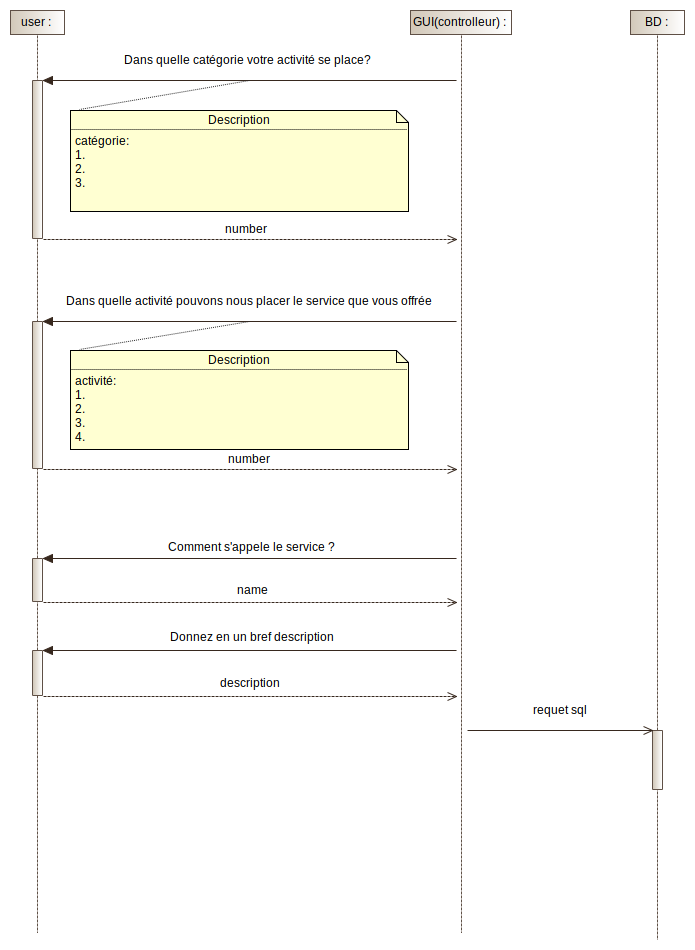 user :
GUI(controlleur) :
BD :
Dans quelle catégorie votre activité se place?
Description
catégorie:
1.
2.
3.
number
Dans quelle activité pouvons nous placer le service que vous offrée
Description
activité:
1.
2.
3.
4.
number
Comment s'appele le service ?
name
Donnez en un bref description
description
requet sql